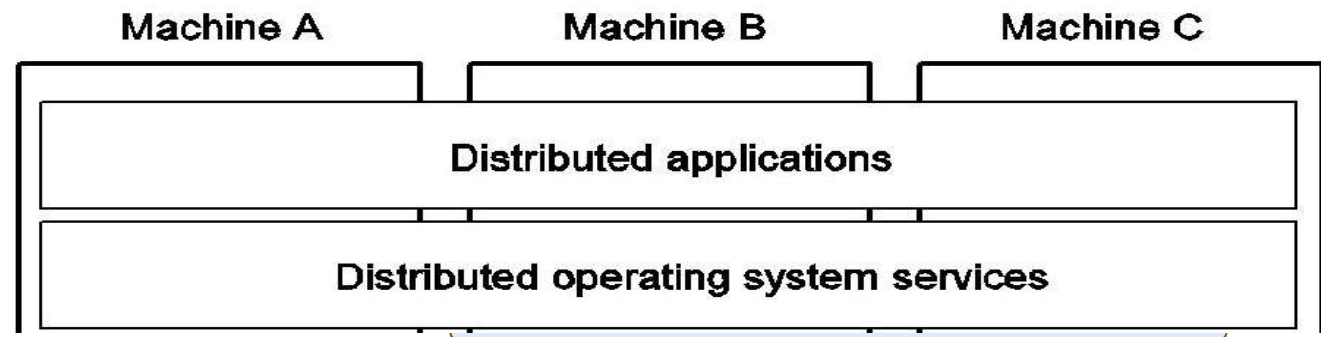 Machine A Machine B Machine C
Distributed applications
Distributed operating system services